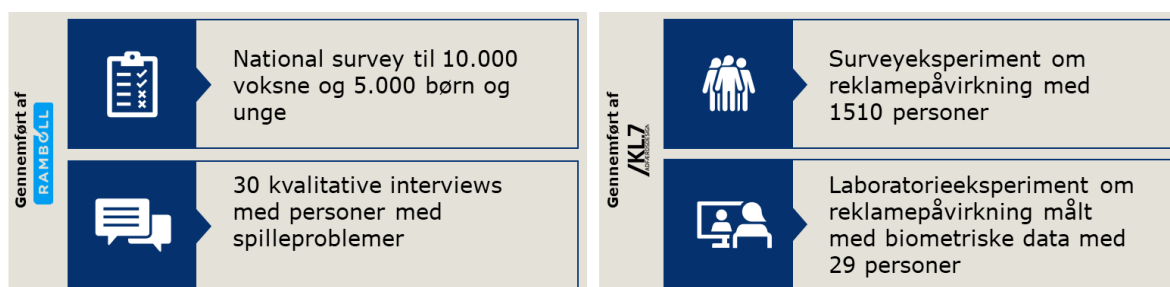 Gennemført af
RAMBOLL
National survey til 10.000
voksne og 5.000 børn og
unge
30 kvalitative interviews
med personer med
spilleproblemer
Gennemført af
/KL.7
ADFÆRDSDESIGN
Surveyeksperiment om
reklamepåvirkning med
1510 personer
Laboratorieeksperiment om
reklamepåvirkning målt
med biometriske data med
29 personer